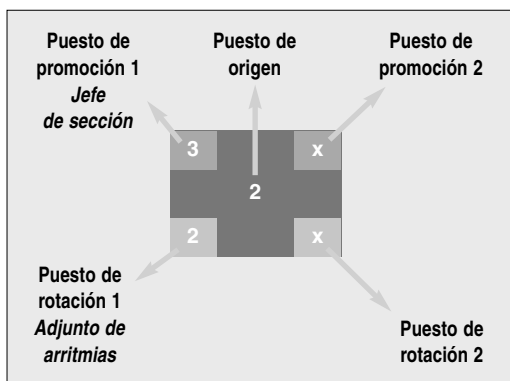 Puesto de
promoción 1
Jefe
de sección
Puesto de
origen
Puesto de
promoción 2
3
x
2
2
x
Puesto de
rotación 1
Adjunto de
arritmias
Puesto de
rotación 2